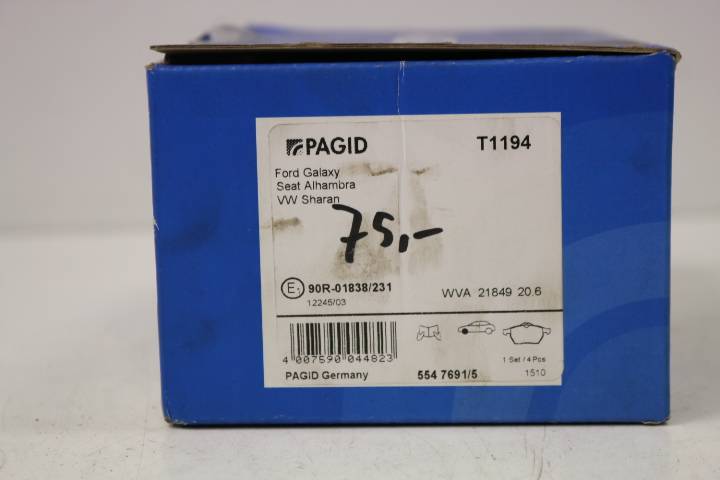 PAGID T1194
Ford Galaxy
Seat Alhambra
VW Sharan
75,-
E1 90R-01838/231
12245/03
WVA 21849 20.6
4 007590 044823
1 Set / 4 Pcs
PAGID Germany 554 7691/5 1510